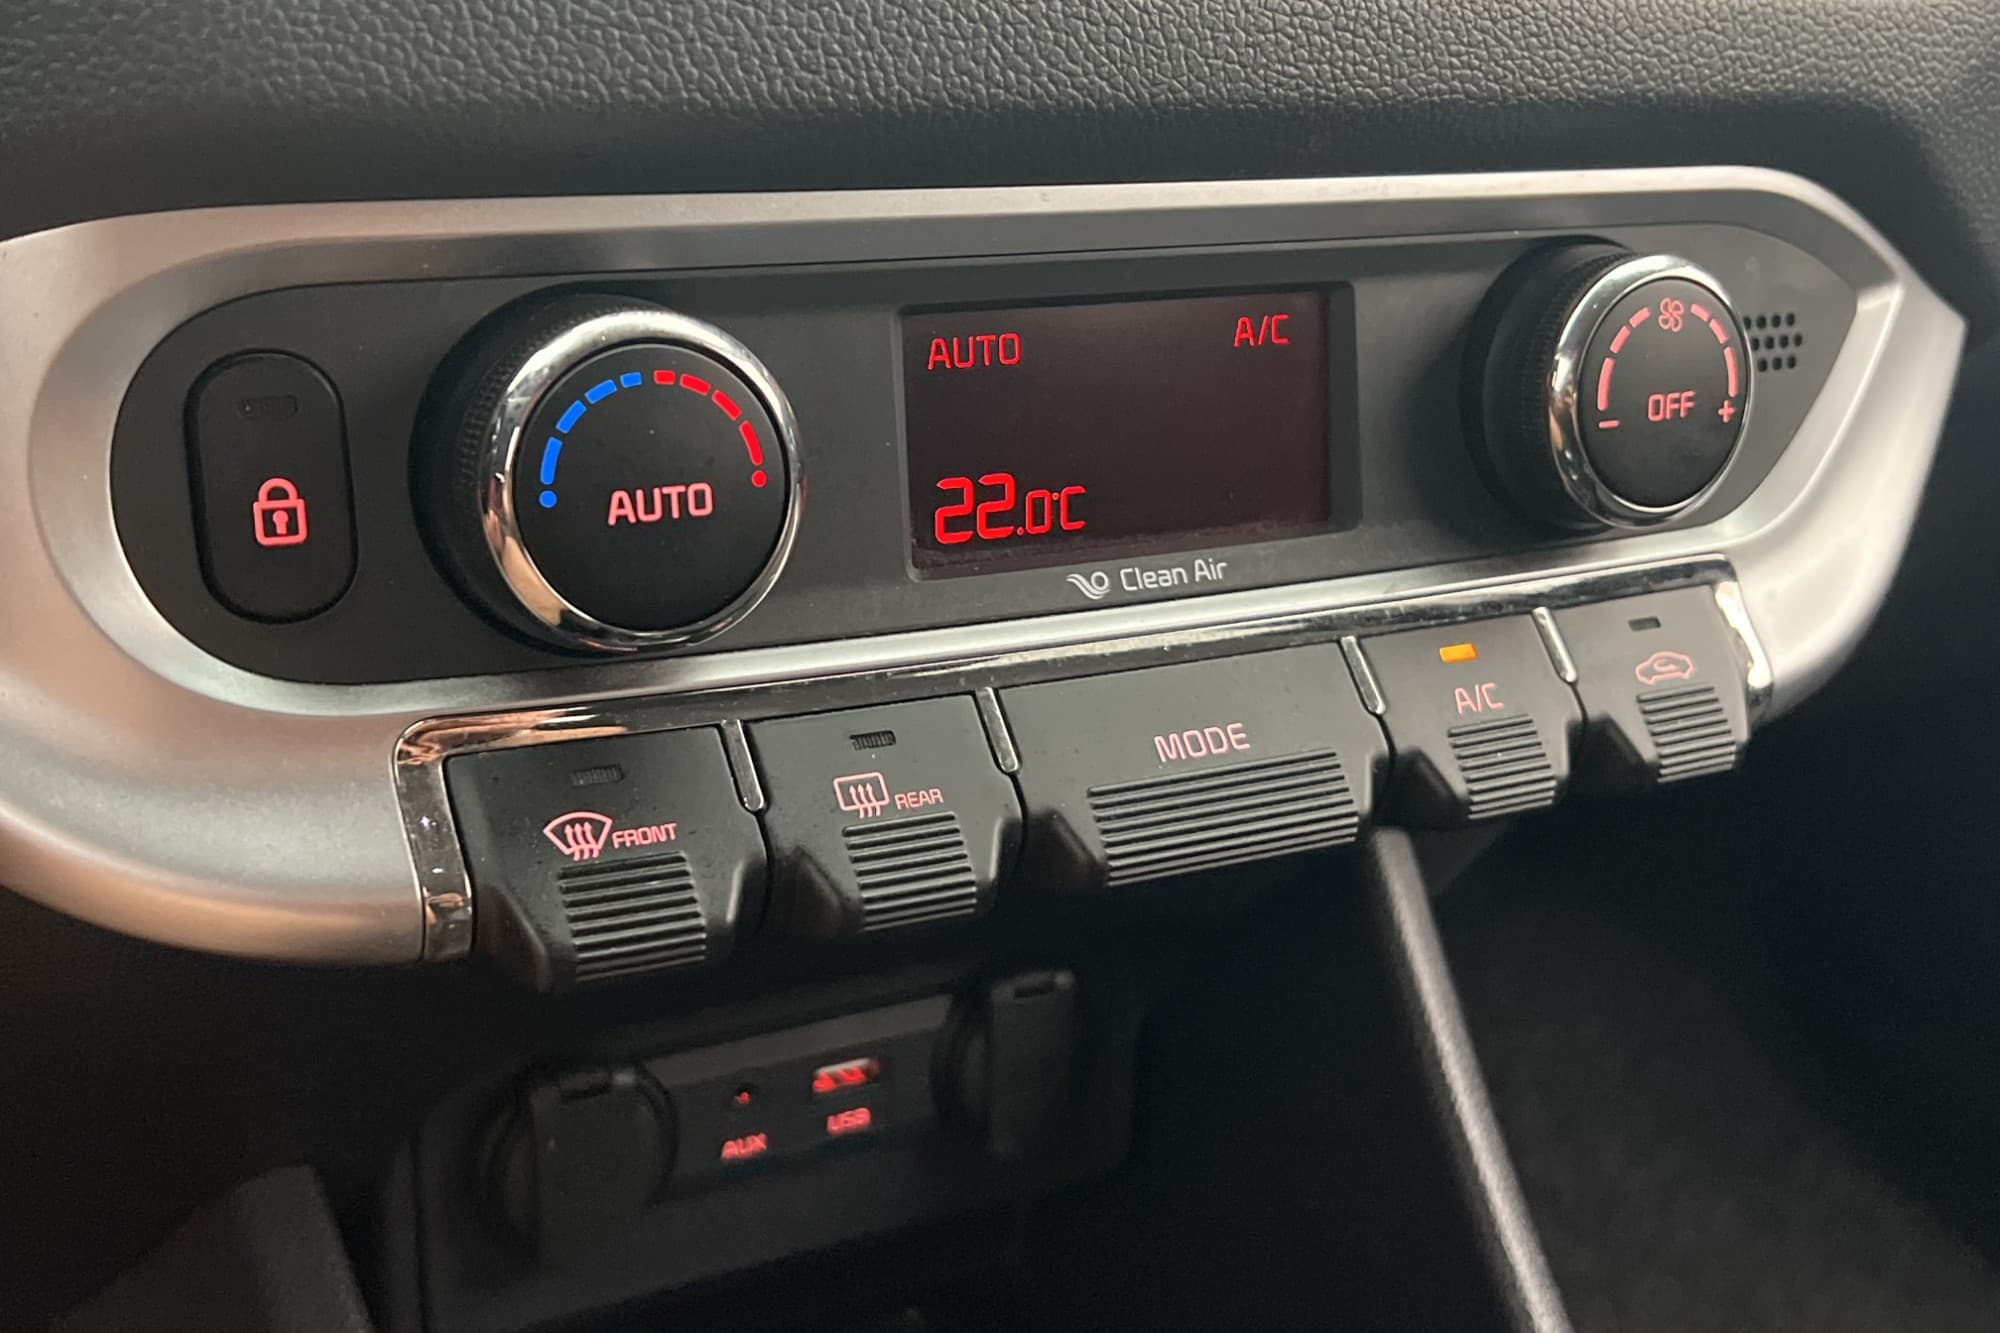 AUTO
AUTO
A/C
22.0°C
Clean Air
OFF
- +
FRONT
REAR
MODE
A/C
AUX
USB